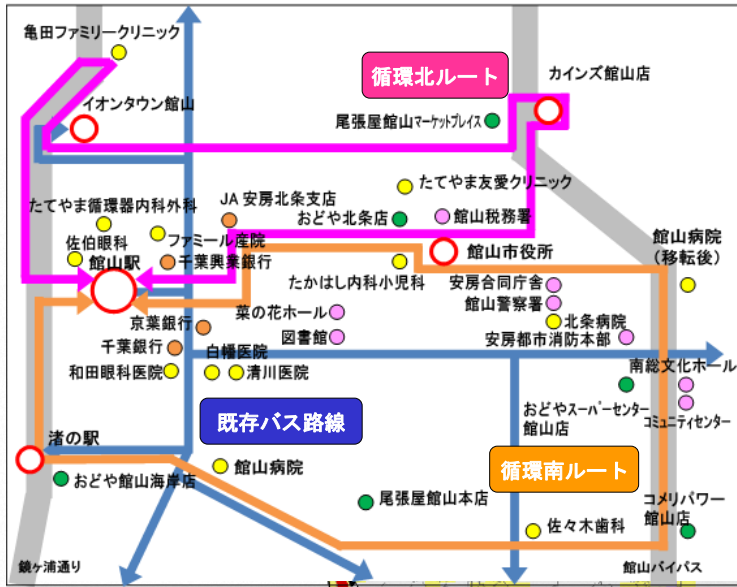 亀田ファミリークリニック
循環北ルート
カインズ館山店
イオンタウン館山
尾張屋館山マーケットプレイス
たてやま友愛クリニック
JA 安房北条支店
たてやま循環器内科外科
おどや北条店
館山税務署
佐伯眼科
ファミール産院
館山市役所
館山病院
(移転後)
館山駅
千葉興業銀行
たかはし内科小児科
安房合同庁舎
館山警察署
菜の花ホール
北条病院
京葉銀行
図書館
安房都市消防本部
千葉銀行
白幡医院
南総文化ホール
和田眼科医院
清川医院
おどやスーパーセンター
館山店
コミュニティセンター
既存バス路線
渚の駅
館山病院
循環南ルート
おどや館山海岸店
尾張屋館山本店
コメリパワー
館山店
佐々木歯科
鏡ヶ浦通り
館山バイパス